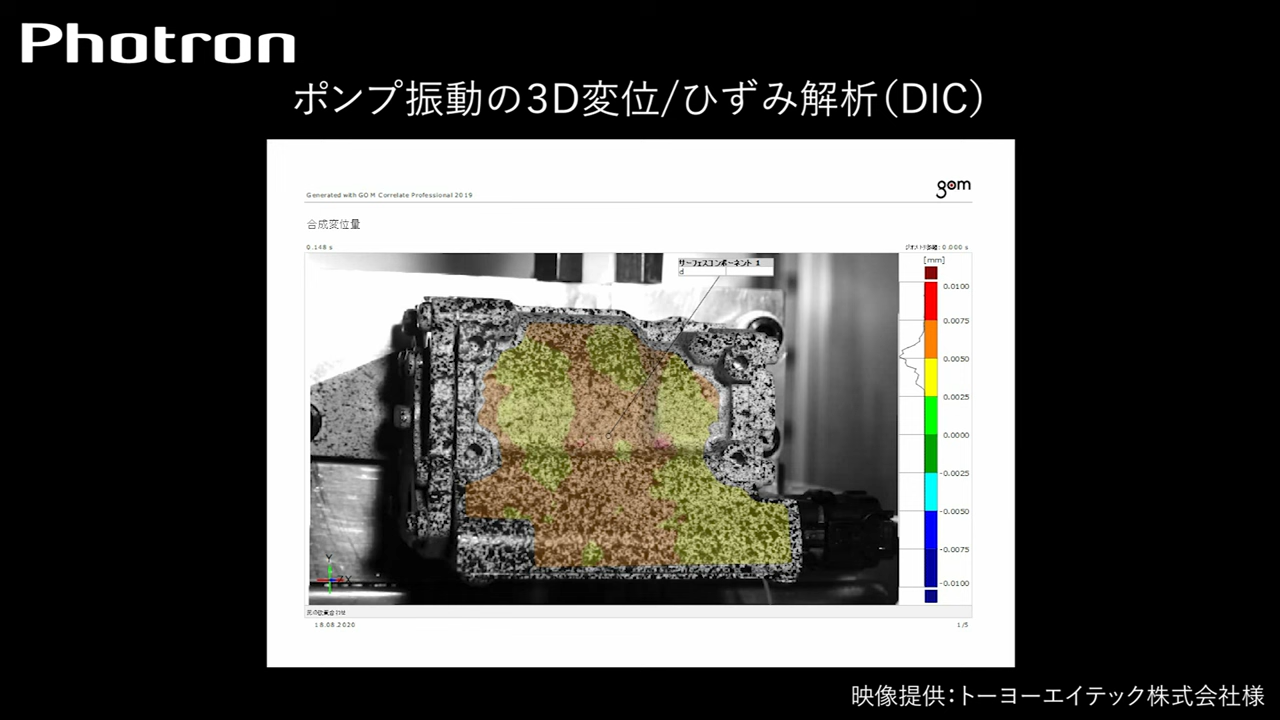 Photron
ポンプ振動の3D変位/ひずみ解析(DIC)
Generated with GOM Correlate Professional 2019
gom
合成変位量
0.148 s
0.000 s
サーフェスコンポーネント 1
d
[mm]
0.0100
0.0075
0.0050
0.0025
0.0000
-0.0025
-0.0050
-0.0075
-0.0100
Y
X
18.08.2020
1/5
映像提供:トーヨーエイテック株式会社様